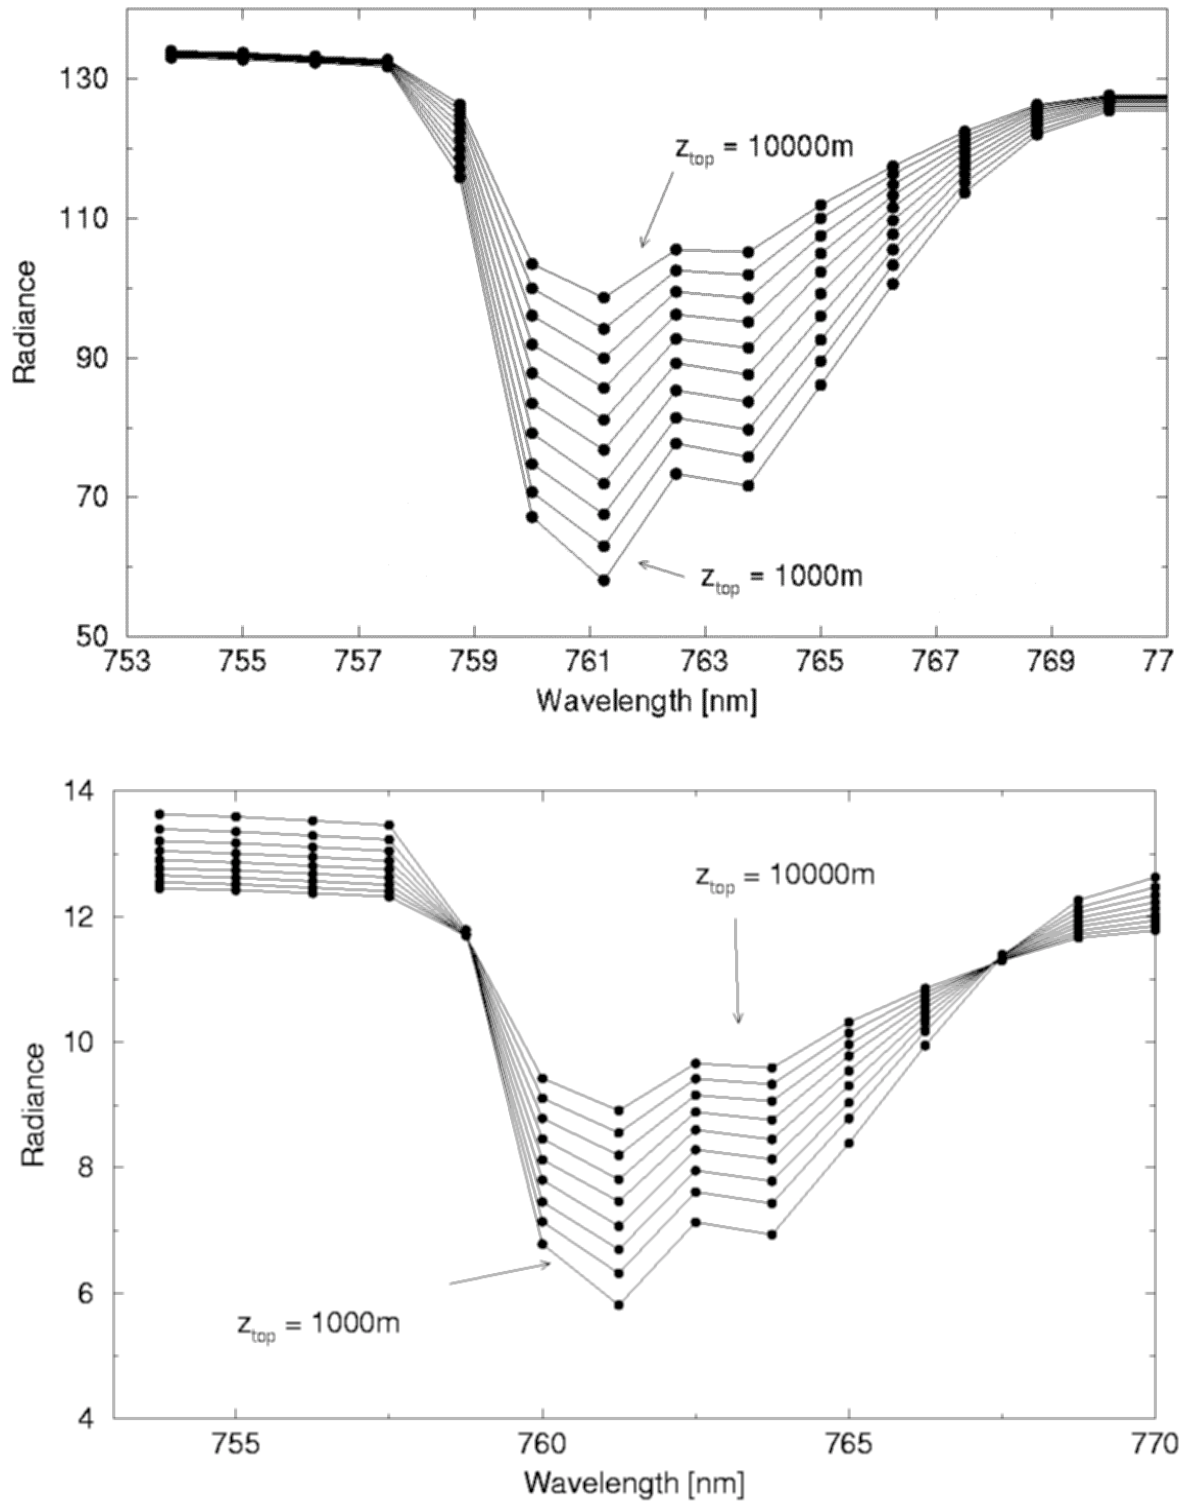 130
110
90
70
50
Radiance
z_top = 10000m
z_top = 1000m
753 755 757 759 761 763 765 767 769 77
Wavelength [nm]
14
12
10
8
6
4
Radiance
z_top = 10000m
z_top = 1000m
755 760 765 770
Wavelength [nm]